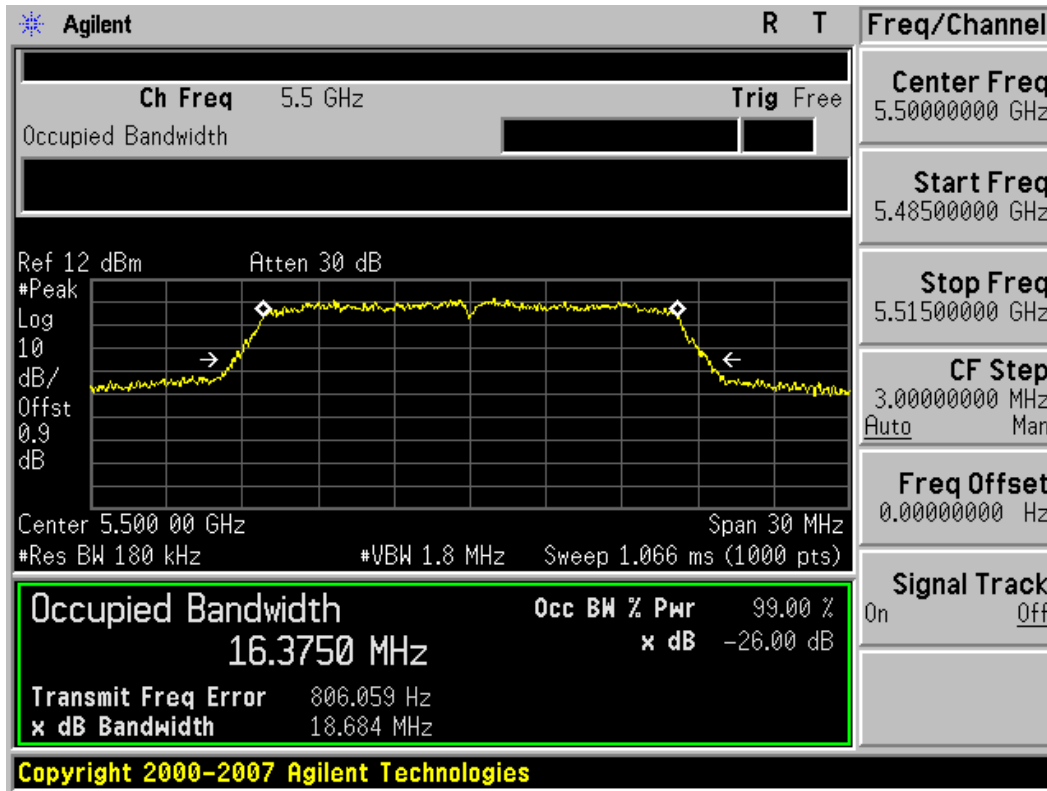 Agilent R T
Ch Freq 5.5 GHz Trig Free
Occupied Bandwidth
Ref 12 dBm Atten 30 dB
#Peak
Log
10
dB/
Offst
0.9
dB
Center 5.500 00 GHz Span 30 MHz
#Res BW 180 kHz #VBW 1.8 MHz Sweep 1.066 ms (1000 pts)
Occupied Bandwidth Occ BW % Pwr 99.00 %
16.3750 MHz x dB -26.00 dB
Transmit Freq Error 806.059 Hz
x dB Bandwidth 18.684 MHz
Copyright 2000-2007 Agilent Technologies
Freq/Channel
Center Freq
5.50000000 GHz
Start Freq
5.48500000 GHz
Stop Freq
5.51500000 GHz
CF Step
3.00000000 MHz
Auto Man
Freq Offset
0.00000000 Hz
Signal Track
On Off